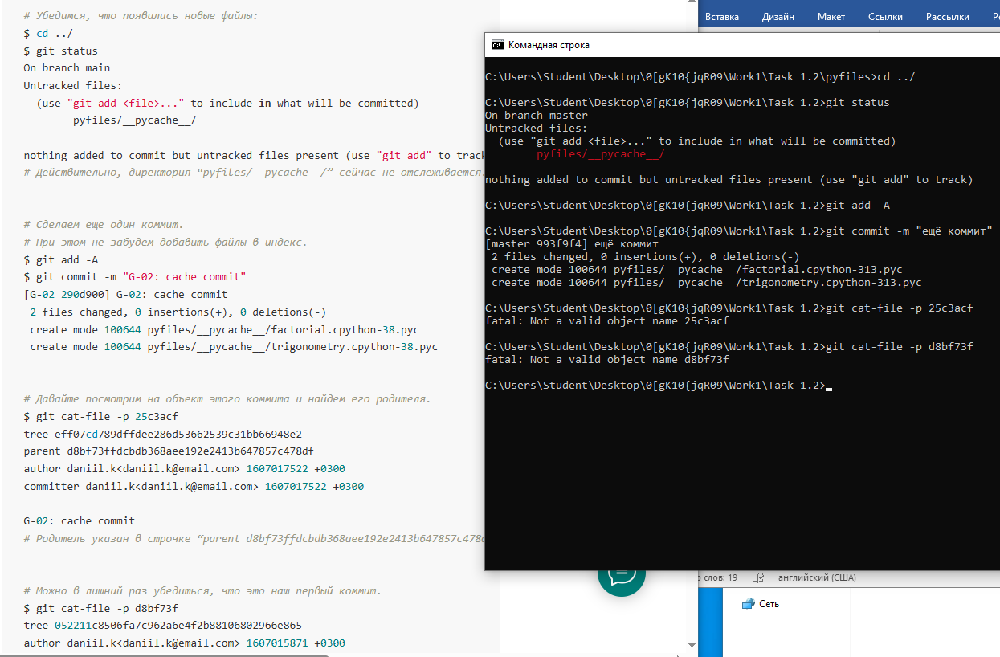 # Убедимся, что появились новые файлы:
$ cd ../
$ git status
On branch main
Untracked files:
  (use "git add <file>..." to include in what will be committed)
        pyfiles/__pycache__/
nothing added to commit but untracked files present (use "git add" to track
# Действительно, директория “pyfiles/__pycache__/” сейчас не отслеживается.
# Сделаем еще один коммит.
# При этом не забудем добавить файлы в индекс.
$ git add -A
$ git commit -m "G-02: cache commit"
[G-02 290d900] G-02: cache commit
 2 files changed, 0 insertions(+), 0 deletions(-)
 create mode 100644 pyfiles/__pycache__/factorial.cpython-38.pyc
 create mode 100644 pyfiles/__pycache__/trigonometry.cpython-38.pyc
# Давайте посмотрим на объект этого коммита и найдем его родителя.
$ git cat-file -p 25c3acf
tree eff07cd789dffdee286d53662539c31bb66948e2
parent d8bf73ffdcbdb368aee192e2413b647857c478df
author daniil.k<daniil.k@email.com> 1607017522 +0300
committer daniil.k<daniil.k@email.com> 1607017522 +0300
G-02: cache commit
# Родитель указан в строчке “parent d8bf73ffdcbdb368aee192e2413b647857c478d
# Можно в лишний раз убедиться, что это наш первый коммит.
$ git cat-file -p d8bf73f
tree 052211c8506fa7c962a6e4f2b88106802966e865
author daniil.k<daniil.k@email.com> 1607015871 +0300
Вставка Дизайн Макет Ссылки Рассылки
Командная строка
C:\Users\Student\Desktop\0[gK10{jqR09\Work1\Task 1.2\pyfiles>cd ../
C:\Users\Student\Desktop\0[gK10{jqR09\Work1\Task 1.2>git status
On branch master
Untracked files:
  (use "git add <file>..." to include in what will be committed)
        pyfiles/__pycache__/
nothing added to commit but untracked files present (use "git add" to track)
C:\Users\Student\Desktop\0[gK10{jqR09\Work1\Task 1.2>git add -A
C:\Users\Student\Desktop\0[gK10{jqR09\Work1\Task 1.2>git commit -m "ещё коммит"
[master 993f9f4] ещё коммит
 2 files changed, 0 insertions(+), 0 deletions(-)
 create mode 100644 pyfiles/__pycache__/factorial.cpython-313.pyc
 create mode 100644 pyfiles/__pycache__/trigonometry.cpython-313.pyc
C:\Users\Student\Desktop\0[gK10{jqR09\Work1\Task 1.2>git cat-file -p 25c3acf
fatal: Not a valid object name 25c3acf
C:\Users\Student\Desktop\0[gK10{jqR09\Work1\Task 1.2>git cat-file -p d8bf73f
fatal: Not a valid object name d8bf73f
C:\Users\Student\Desktop\0[gK10{jqR09\Work1\Task 1.2>
слов: 19 английский (США)
Сеть